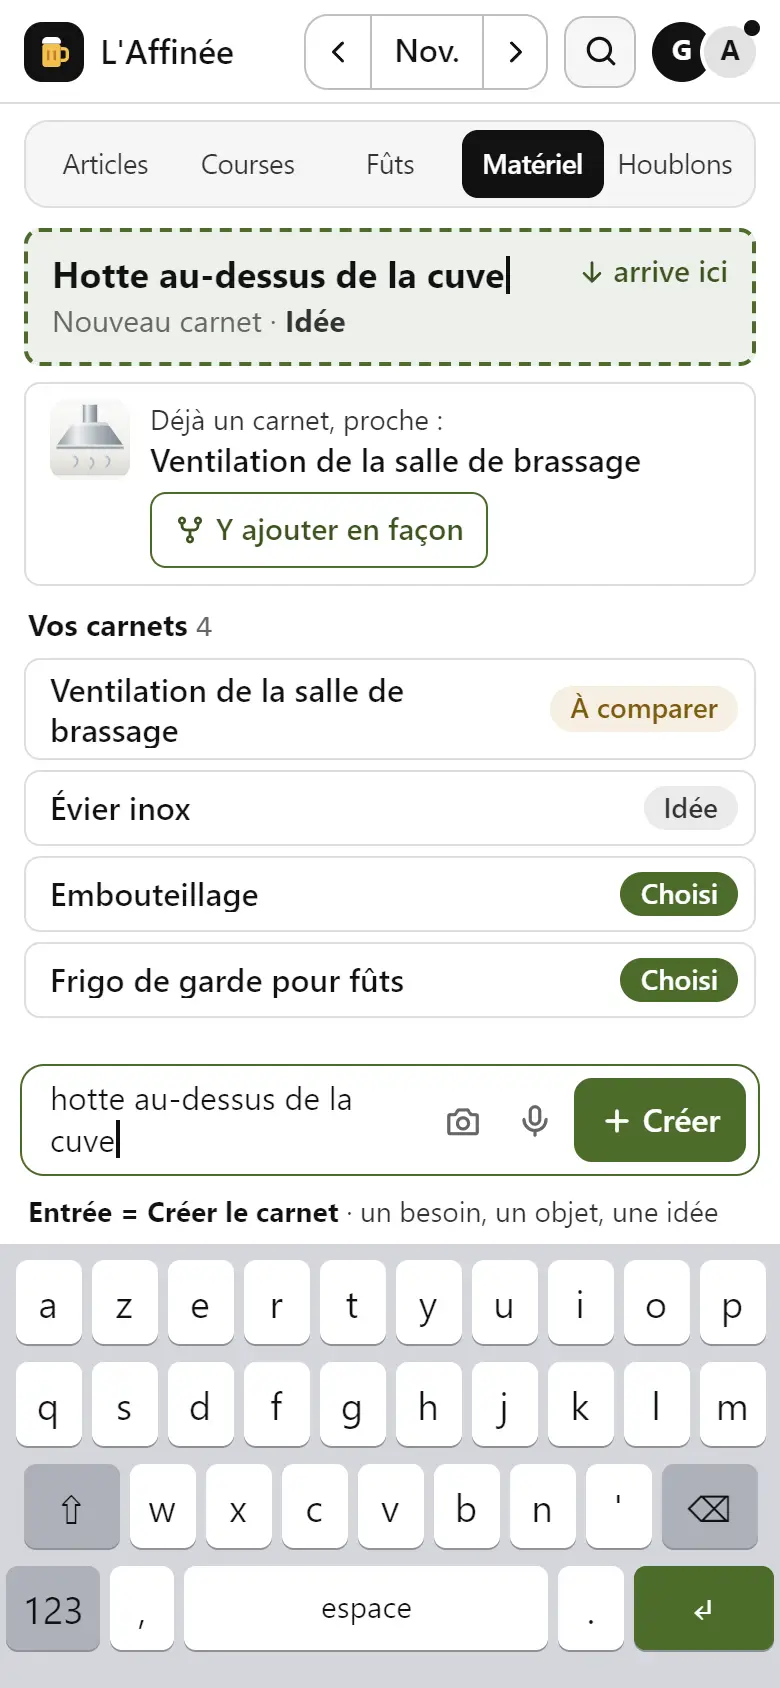 L'Affinée
Nov.
G
A
Articles
Courses
Fûts
Matériel
Houblons
Hotte au-dessus de la cuve
↓ arrive ici
Nouveau carnet · Idée
Déjà un carnet, proche :
Ventilation de la salle de brassage
Y ajouter en façon
Vos carnets 4
Ventilation de la salle de
brassage
À comparer
Évier inox
Idée
Embouteillage
Choisi
Frigo de garde pour fûts
Choisi
hotte au-dessus de la
cuve
+ Créer
Entrée = Créer le carnet · un besoin, un objet, une idée
a z e r t y u i o p
q s d f g h j k l m
⇧ w x c v b n ' ⌫
123 , espace . ↵